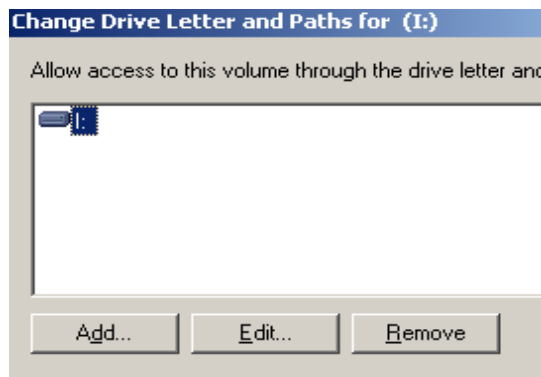 Change Drive Letter and Paths for (I:)
Allow access to this volume through the drive letter and
I:
Add... Edit... Remove